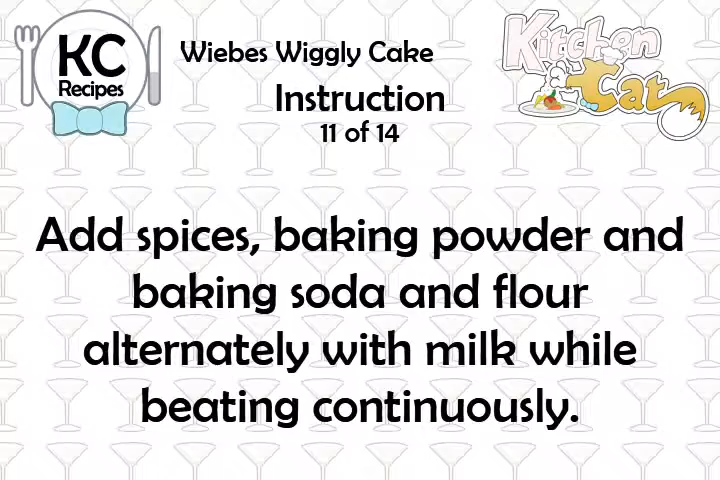 KC
Recipes
Wiebes Wiggly Cake
Kitchen
Cat
Instruction
11 of 14
Add spices, baking powder and
baking soda and flour
alternately with milk while
beating continuously.